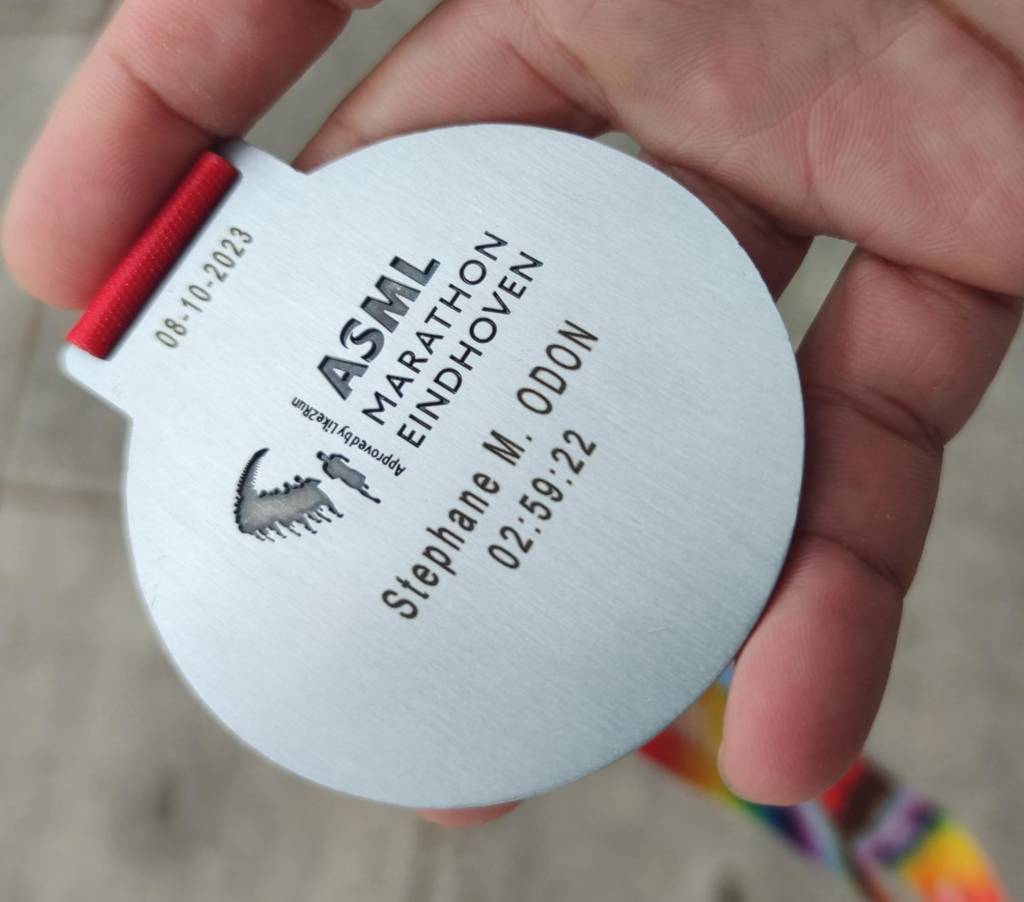 08-10-2023
ASML
MARATHON
EINDHOVEN
Approved by Like2Run
Stephane M. ODON
02:59:22